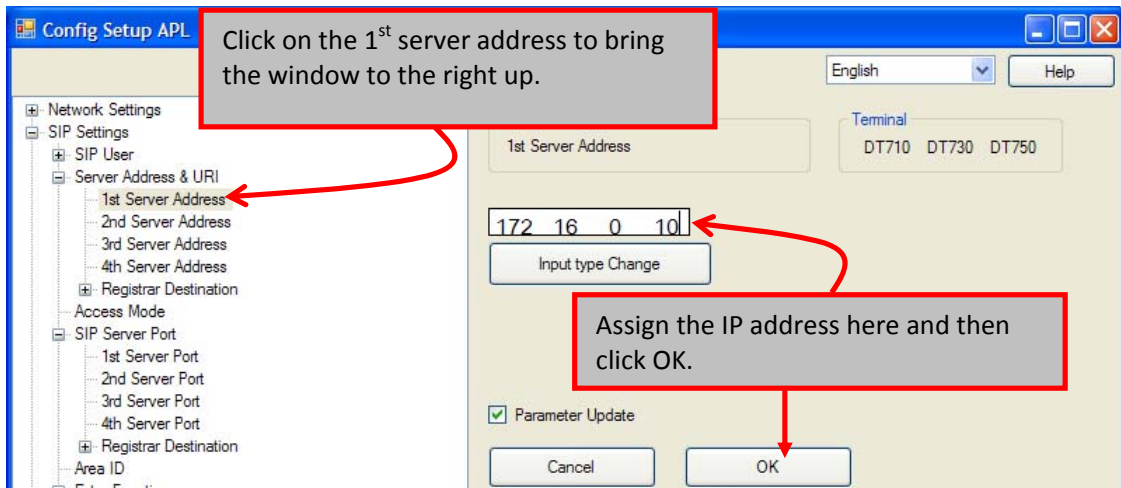 Config Setup APL
Click on the 1st server address to bring
the window to the right up.
English
Help
Network Settings
SIP Settings
SIP User
Server Address & URI
1st Server Address
2nd Server Address
3rd Server Address
4th Server Address
Registrar Destination
Access Mode
SIP Server Port
1st Server Port
2nd Server Port
3rd Server Port
4th Server Port
Registrar Destination
Area ID
1st Server Address
Terminal
DT710 DT730 DT750
172 16 0 10
Input type Change
Assign the IP address here and then
click OK.
Parameter Update
Cancel
OK